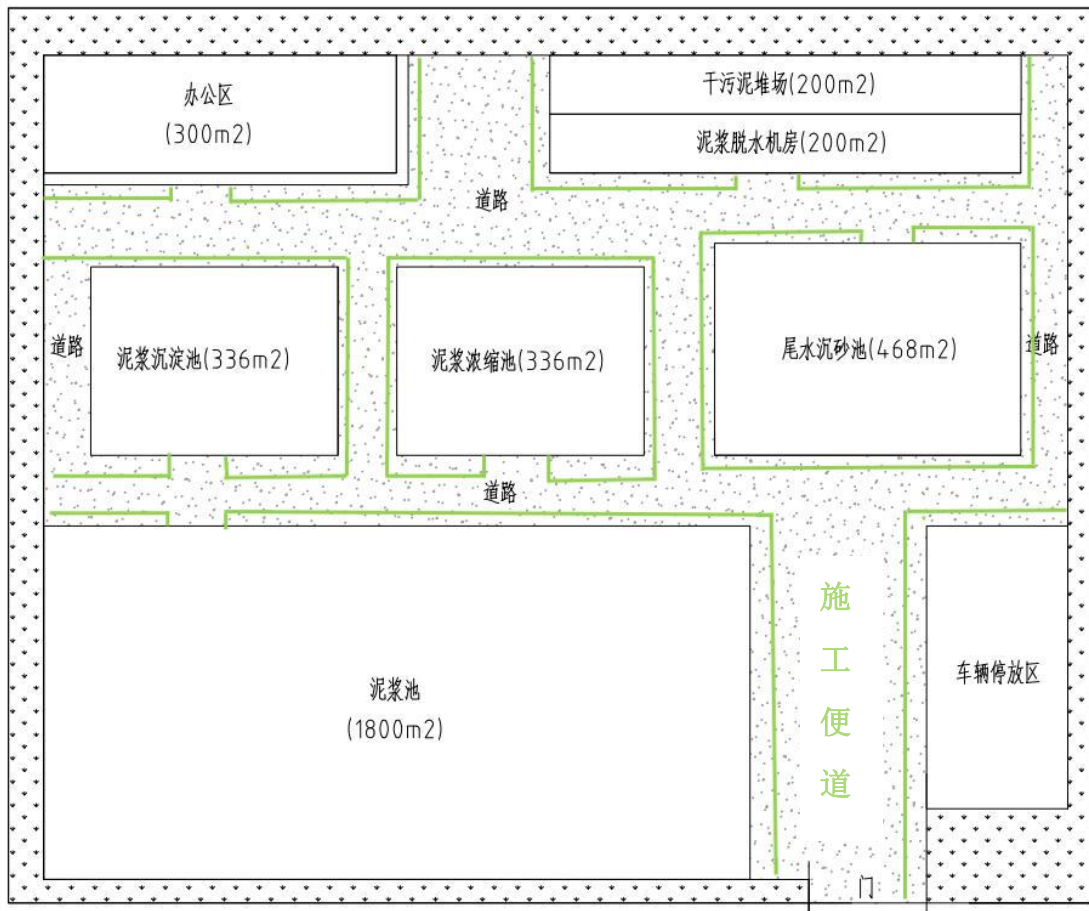 办公区
(300m2)
干污泥堆场(200m2)
泥浆脱水机房(200m2)
道路
道路
泥浆沉淀池(336m2)
泥浆浓缩池(336m2)
尾水沉砂池(468m2)
道路
道路
施
工
便
道
泥浆池
(1800m2)
车辆停放区
门